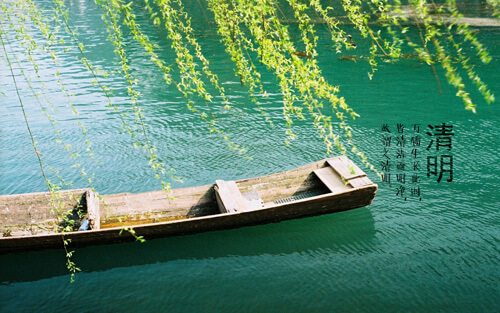 清明
万物生长此时，
皆清洁而明净，
故谓之清明。